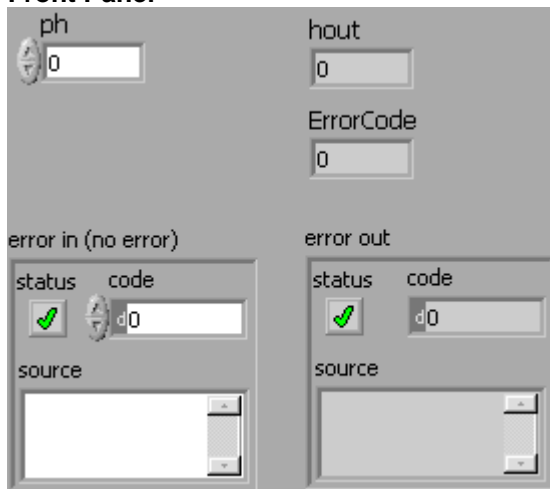 Front Panel
ph
0
hout
0
ErrorCode
0
error in (no error)
status code
d0
source
error out
status code
d0
source